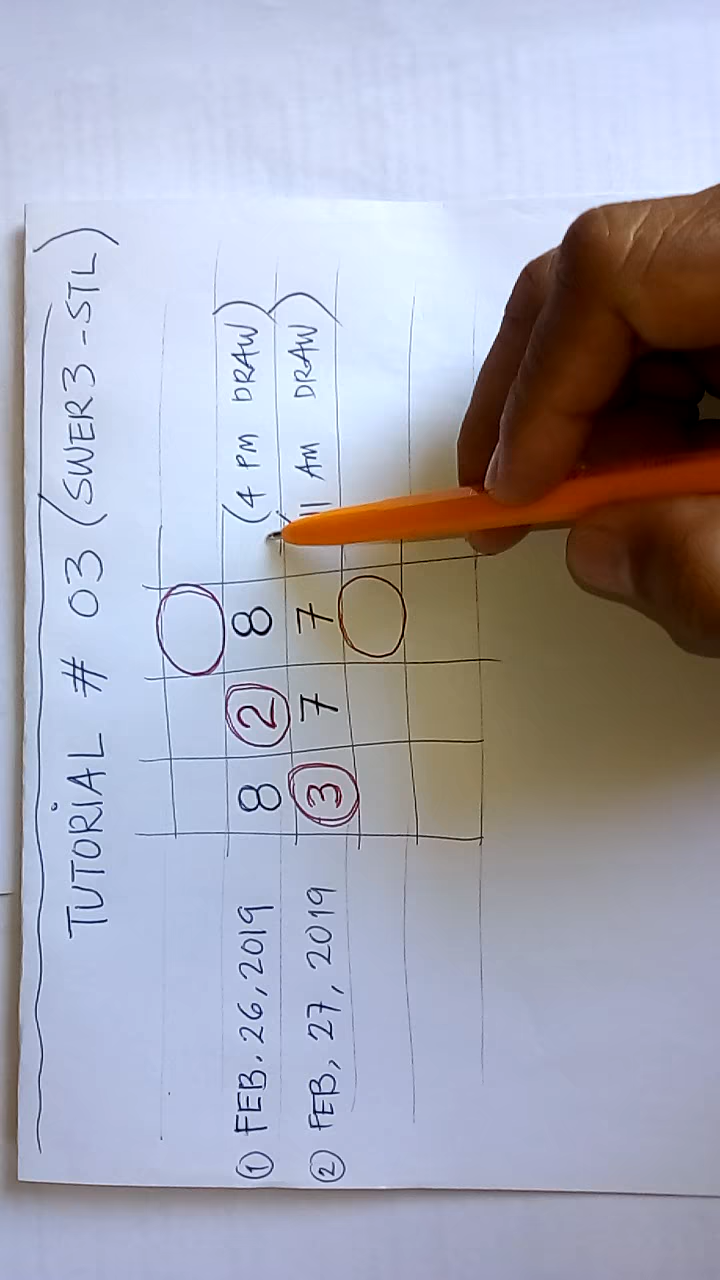 TUTORIAL # 03 (SWER3-STL)
① FEB. 26, 2019 8 2 8 (4 PM DRAW)
② FEB, 27, 2019 3 7 7 (11 AM DRAW)